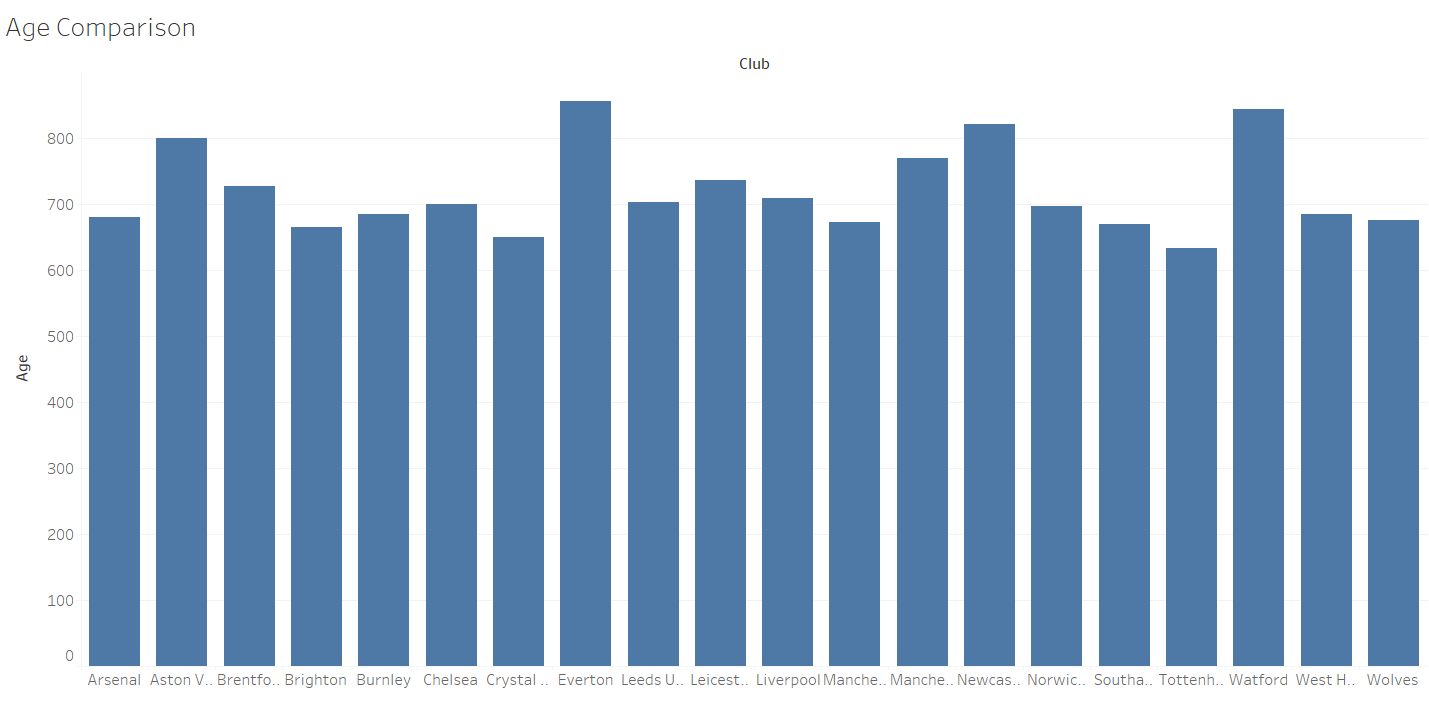 Age Comparison
Club
Age
800
700
600
500
400
300
200
100
0
Arsenal Aston V.. Brentfo.. Brighton Burnley Chelsea Crystal .. Everton Leeds U.. Leicest.. Liverpool Manche.. Manche.. Newcas.. Norwic.. Southa.. Tottenh.. Watford West H.. Wolves